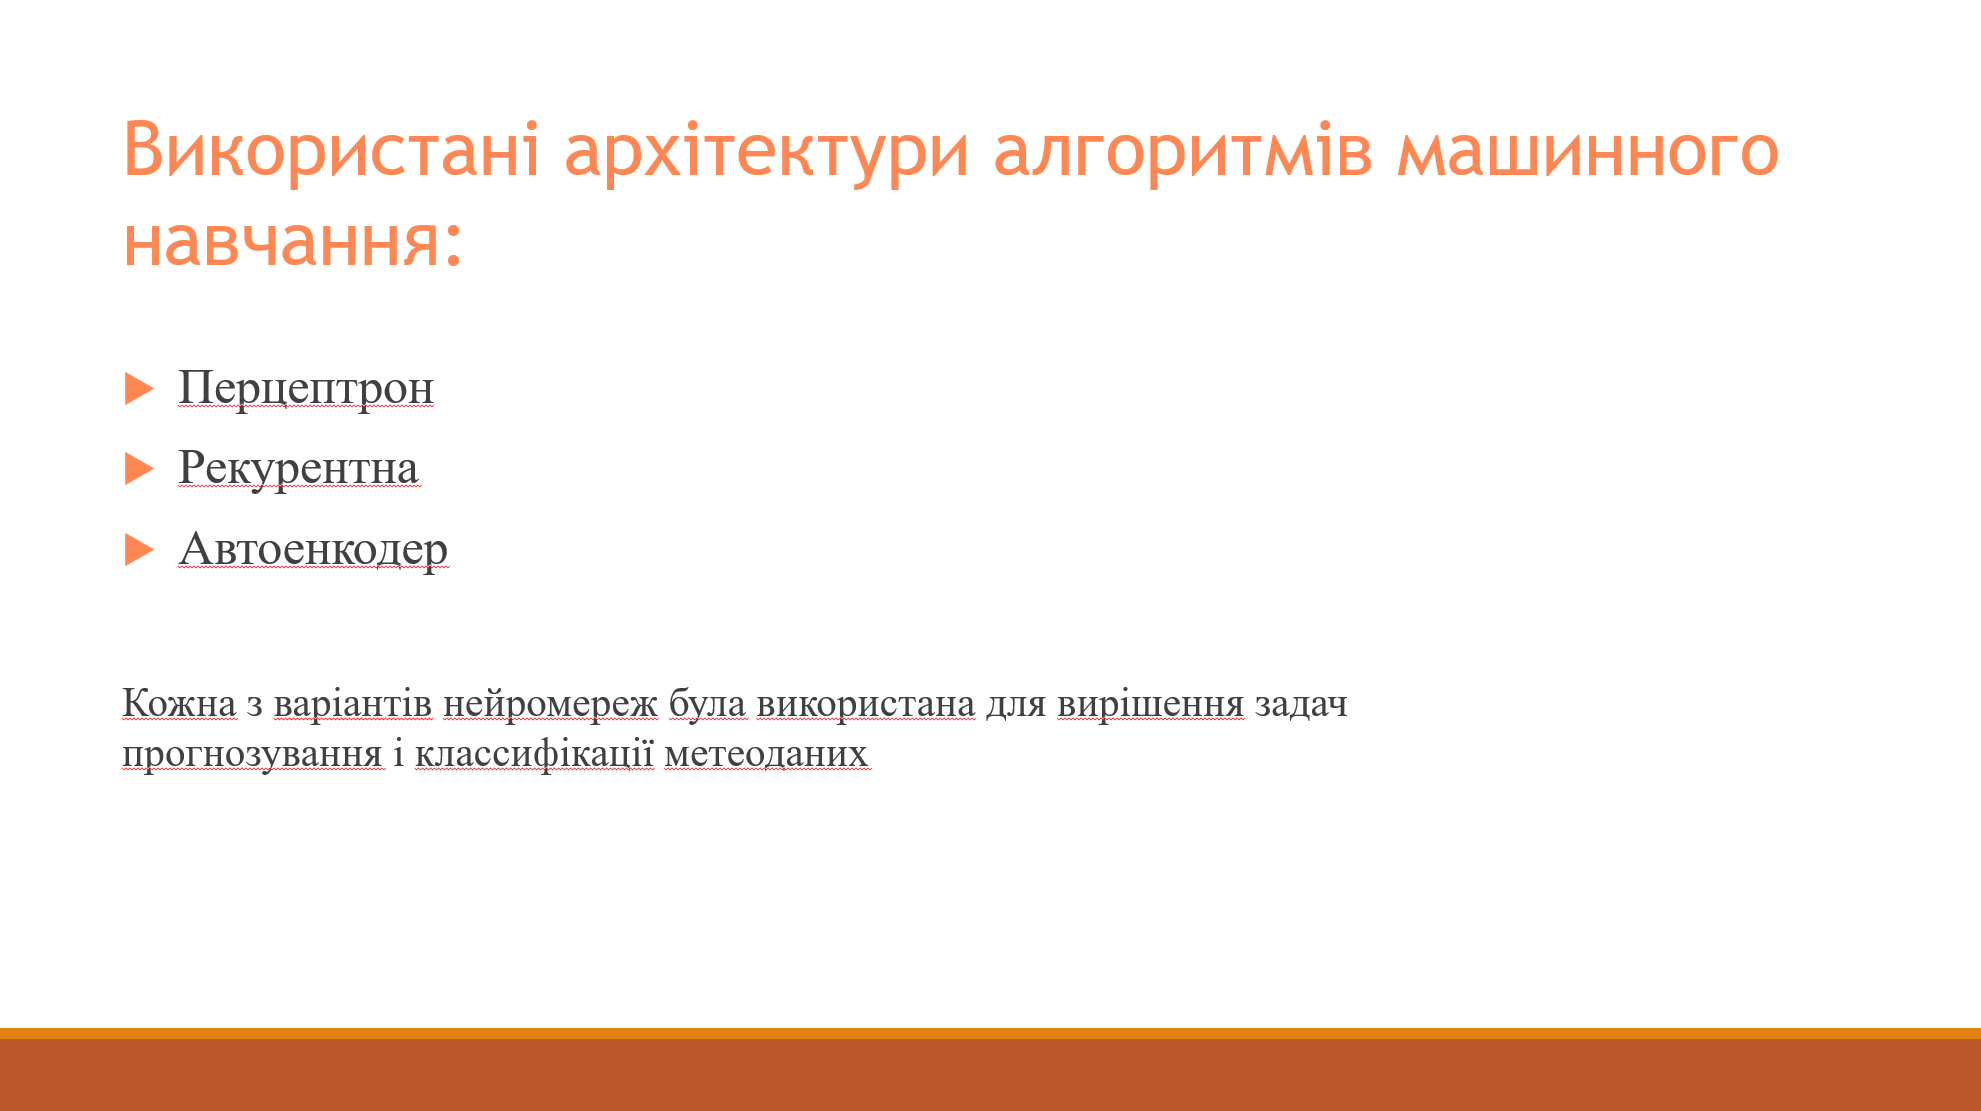 Використані архітектури алгоритмів машинного
навчання:
Перцептрон
Рекурентна
Автоенкодер
Кожна з варіантів нейромереж була використана для вирішення задач
прогнозування і классифікації метеоданих